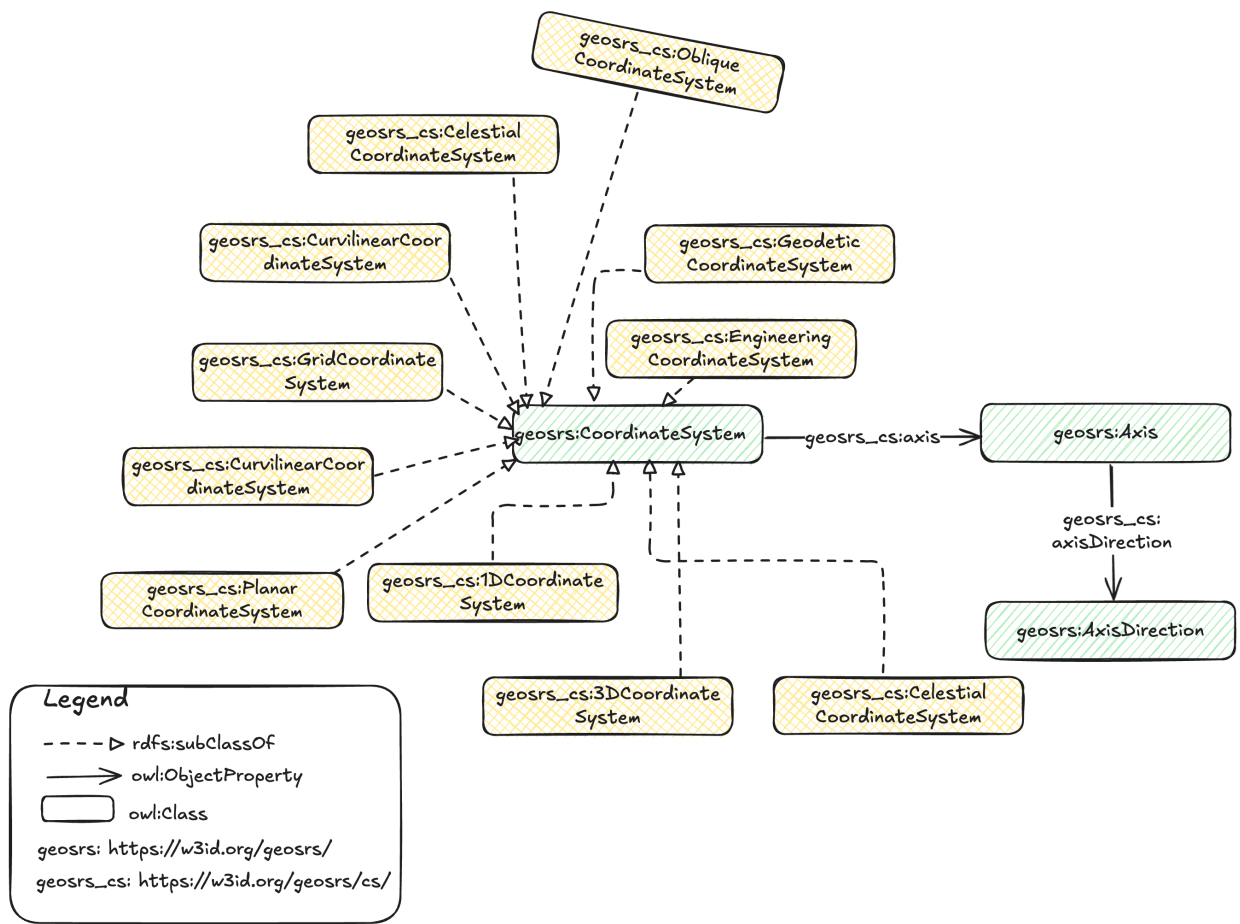 geosrs_cs:Oblique
CoordinateSystem
geosrs_cs:Celestial
CoordinateSystem
geosrs_cs:CurvilinearCoor
dinateSystem
geosrs_cs:Geodetic
CoordinateSystem
geosrs_cs:Engineering
CoordinateSystem
geosrs_cs:GridCoordinate
System
geosrs:CoordinateSystem
geosrs_cs:axis
geosrs:Axis
geosrs_cs:CurvilinearCoor
dinateSystem
geosrs_cs:
axisDirection
geosrs_cs:Planar
CoordinateSystem
geosrs_cs:1DCoordinate
System
geosrs:AxisDirection
geosrs_cs:3DCoordinate
System
geosrs_cs:Celestial
CoordinateSystem
Legend
rdfs:subClassOf
owl:ObjectProperty
owl:Class
geosrs: https://w3id.org/geosrs/
geosrs_cs: https://w3id.org/geosrs/cs/